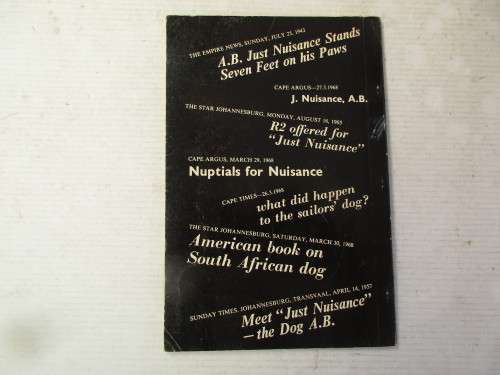 THE EMPIRE NEWS, SUNDAY, JULY 25, 1943
A.B. Just Nuisance Stands
Seven Feet on his Paws
CAPE ARGUS—27.3.1968
J. Nuisance, A.B.
THE STAR JOHANNESBURG, MONDAY, AUGUST 16, 1965
R2 offered for
"Just Nuisance"
CAPE ARGUS, MARCH 29, 1968
Nuptials for Nuisance
CAPE TIMES—26.3.1968
what did happen
to the sailors' dog?
THE STAR JOHANNESBURG, SATURDAY, MARCH 30, 1968
American book on
South African dog
SUNDAY TIMES, JOHANNESBURG, TRANSVAAL, APRIL 14, 1957
Meet "Just Nuisance"
—the Dog A.B.